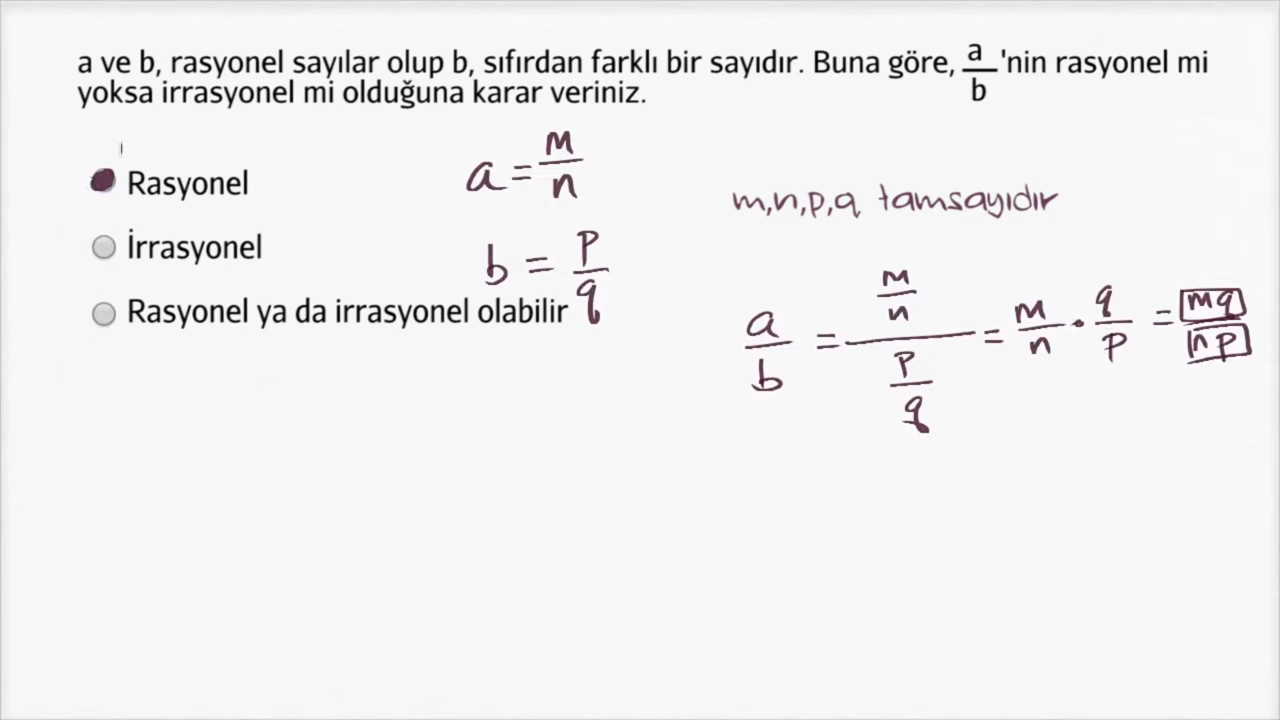 a ve b, rasyonel sayılar olup b, sıfırdan farklı bir sayıdır. Buna göre, a/b 'nin rasyonel mi
yoksa irrasyonel mi olduğuna karar veriniz.
Rasyonel
İrrasyonel
Rasyonel ya da irrasyonel olabilir
a = m/n
b = p/q
m,n,p,q tamsayıdır
a/b = (m/n)/(p/q) = m/n · q/p = mq/np